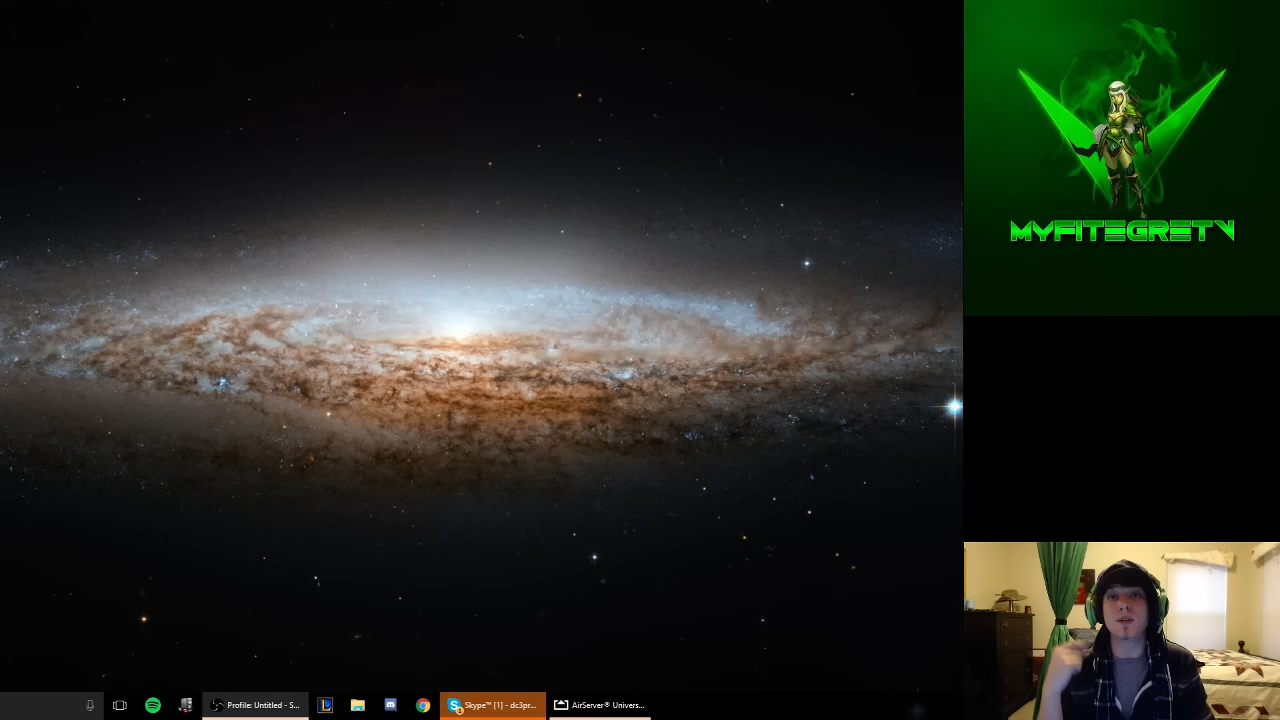 MYFITEGRETV
Profile: Untitled - S...
Skype™ [1] - dc3pr...
AirServer® Univers...